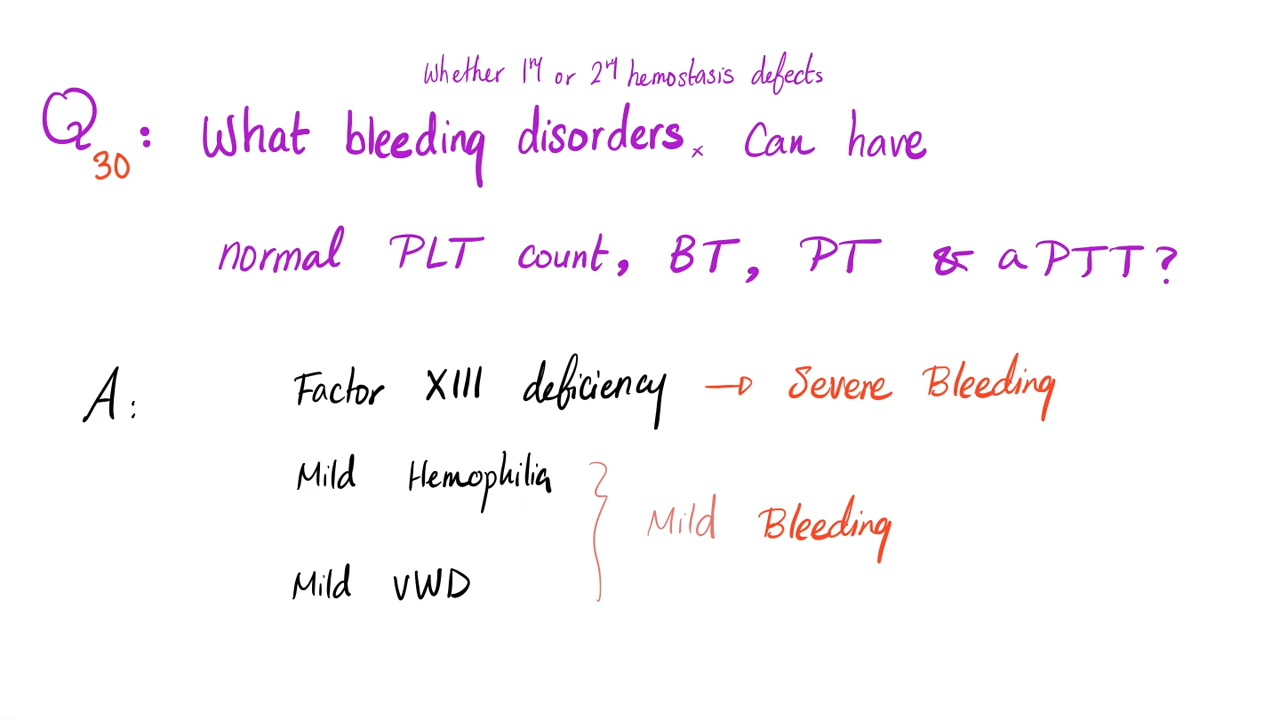 Whether 1ry or 2ry hemostasis defects
Q30: What bleeding disorders x can have
normal PLT count, BT, PT & aPTT?
A: Factor XIII deficiency → Severe Bleeding
Mild Hemophilia
Mild Bleeding
Mild vWD